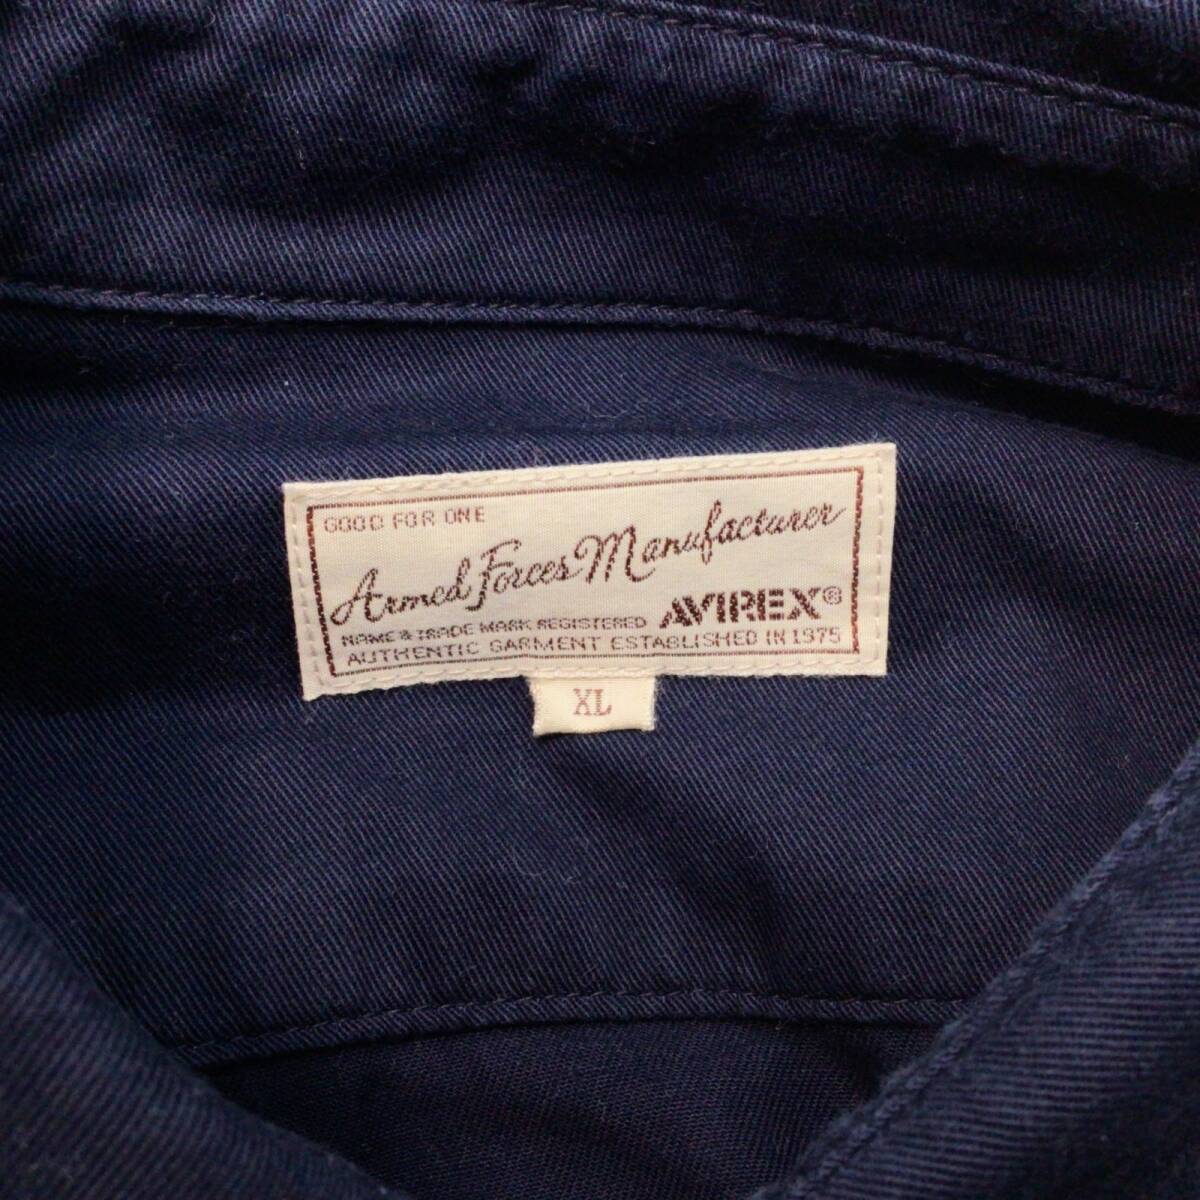 GOOD FOR ONE
Armed Forces Manufacturer
NAME & TRADE MARK REGISTERED AVIREX®
AUTHENTIC GARMENT ESTABLISHED IN 1975
XL